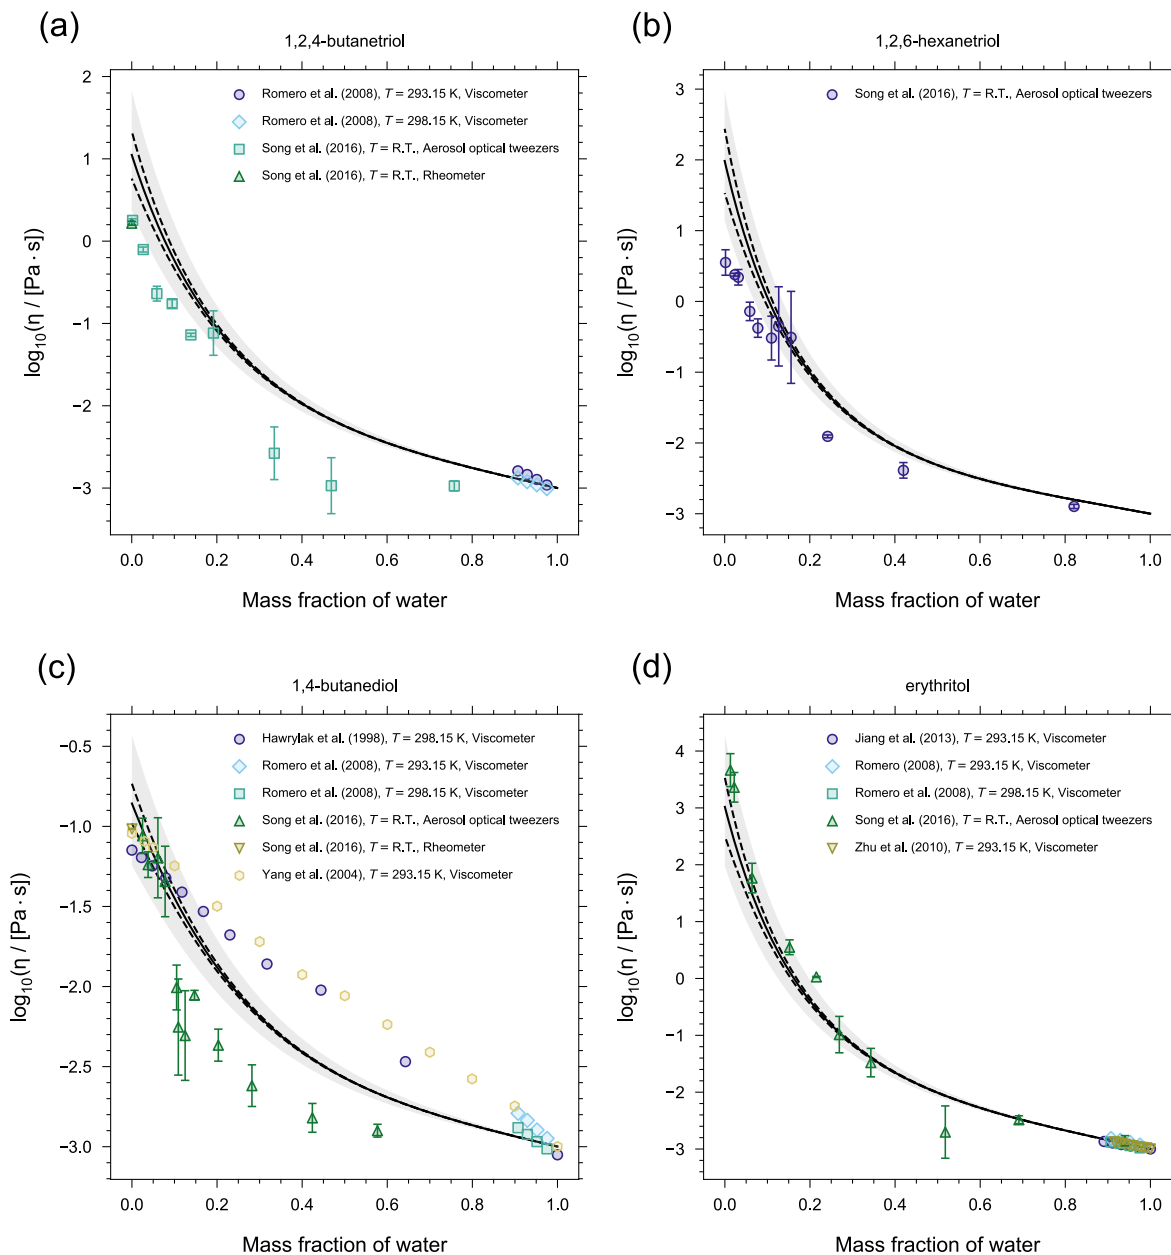 (a)
1,2,4-butanetriol
Romero et al. (2008), T = 293.15 K, Viscometer
Romero et al. (2008), T = 298.15 K, Viscometer
Song et al. (2016), T = R.T., Aerosol optical tweezers
Song et al. (2016), T = R.T., Rheometer
2
1
0
−1
−2
−3
log10(η / [Pa · s])
0.0 0.2 0.4 0.6 0.8 1.0
Mass fraction of water
(b)
1,2,6-hexanetriol
Song et al. (2016), T = R.T., Aerosol optical tweezers
3
2
1
0
−1
−2
−3
log10(η / [Pa · s])
0.0 0.2 0.4 0.6 0.8 1.0
Mass fraction of water
(c)
1,4-butanediol
Hawrylak et al. (1998), T = 298.15 K, Viscometer
Romero et al. (2008), T = 293.15 K, Viscometer
Romero et al. (2008), T = 298.15 K, Viscometer
Song et al. (2016), T = R.T., Aerosol optical tweezers
Song et al. (2016), T = R.T., Rheometer
Yang et al. (2004), T = 293.15 K, Viscometer
−0.5
−1.0
−1.5
−2.0
−2.5
−3.0
log10(η / [Pa · s])
0.0 0.2 0.4 0.6 0.8 1.0
Mass fraction of water
(d)
erythritol
Jiang et al. (2013), T = 293.15 K, Viscometer
Romero (2008), T = 293.15 K, Viscometer
Romero et al. (2008), T = 298.15 K, Viscometer
Song et al. (2016), T = R.T., Aerosol optical tweezers
Zhu et al. (2010), T = 293.15 K, Viscometer
4
3
2
1
0
−1
−2
−3
log10(η / [Pa · s])
0.0 0.2 0.4 0.6 0.8 1.0
Mass fraction of water